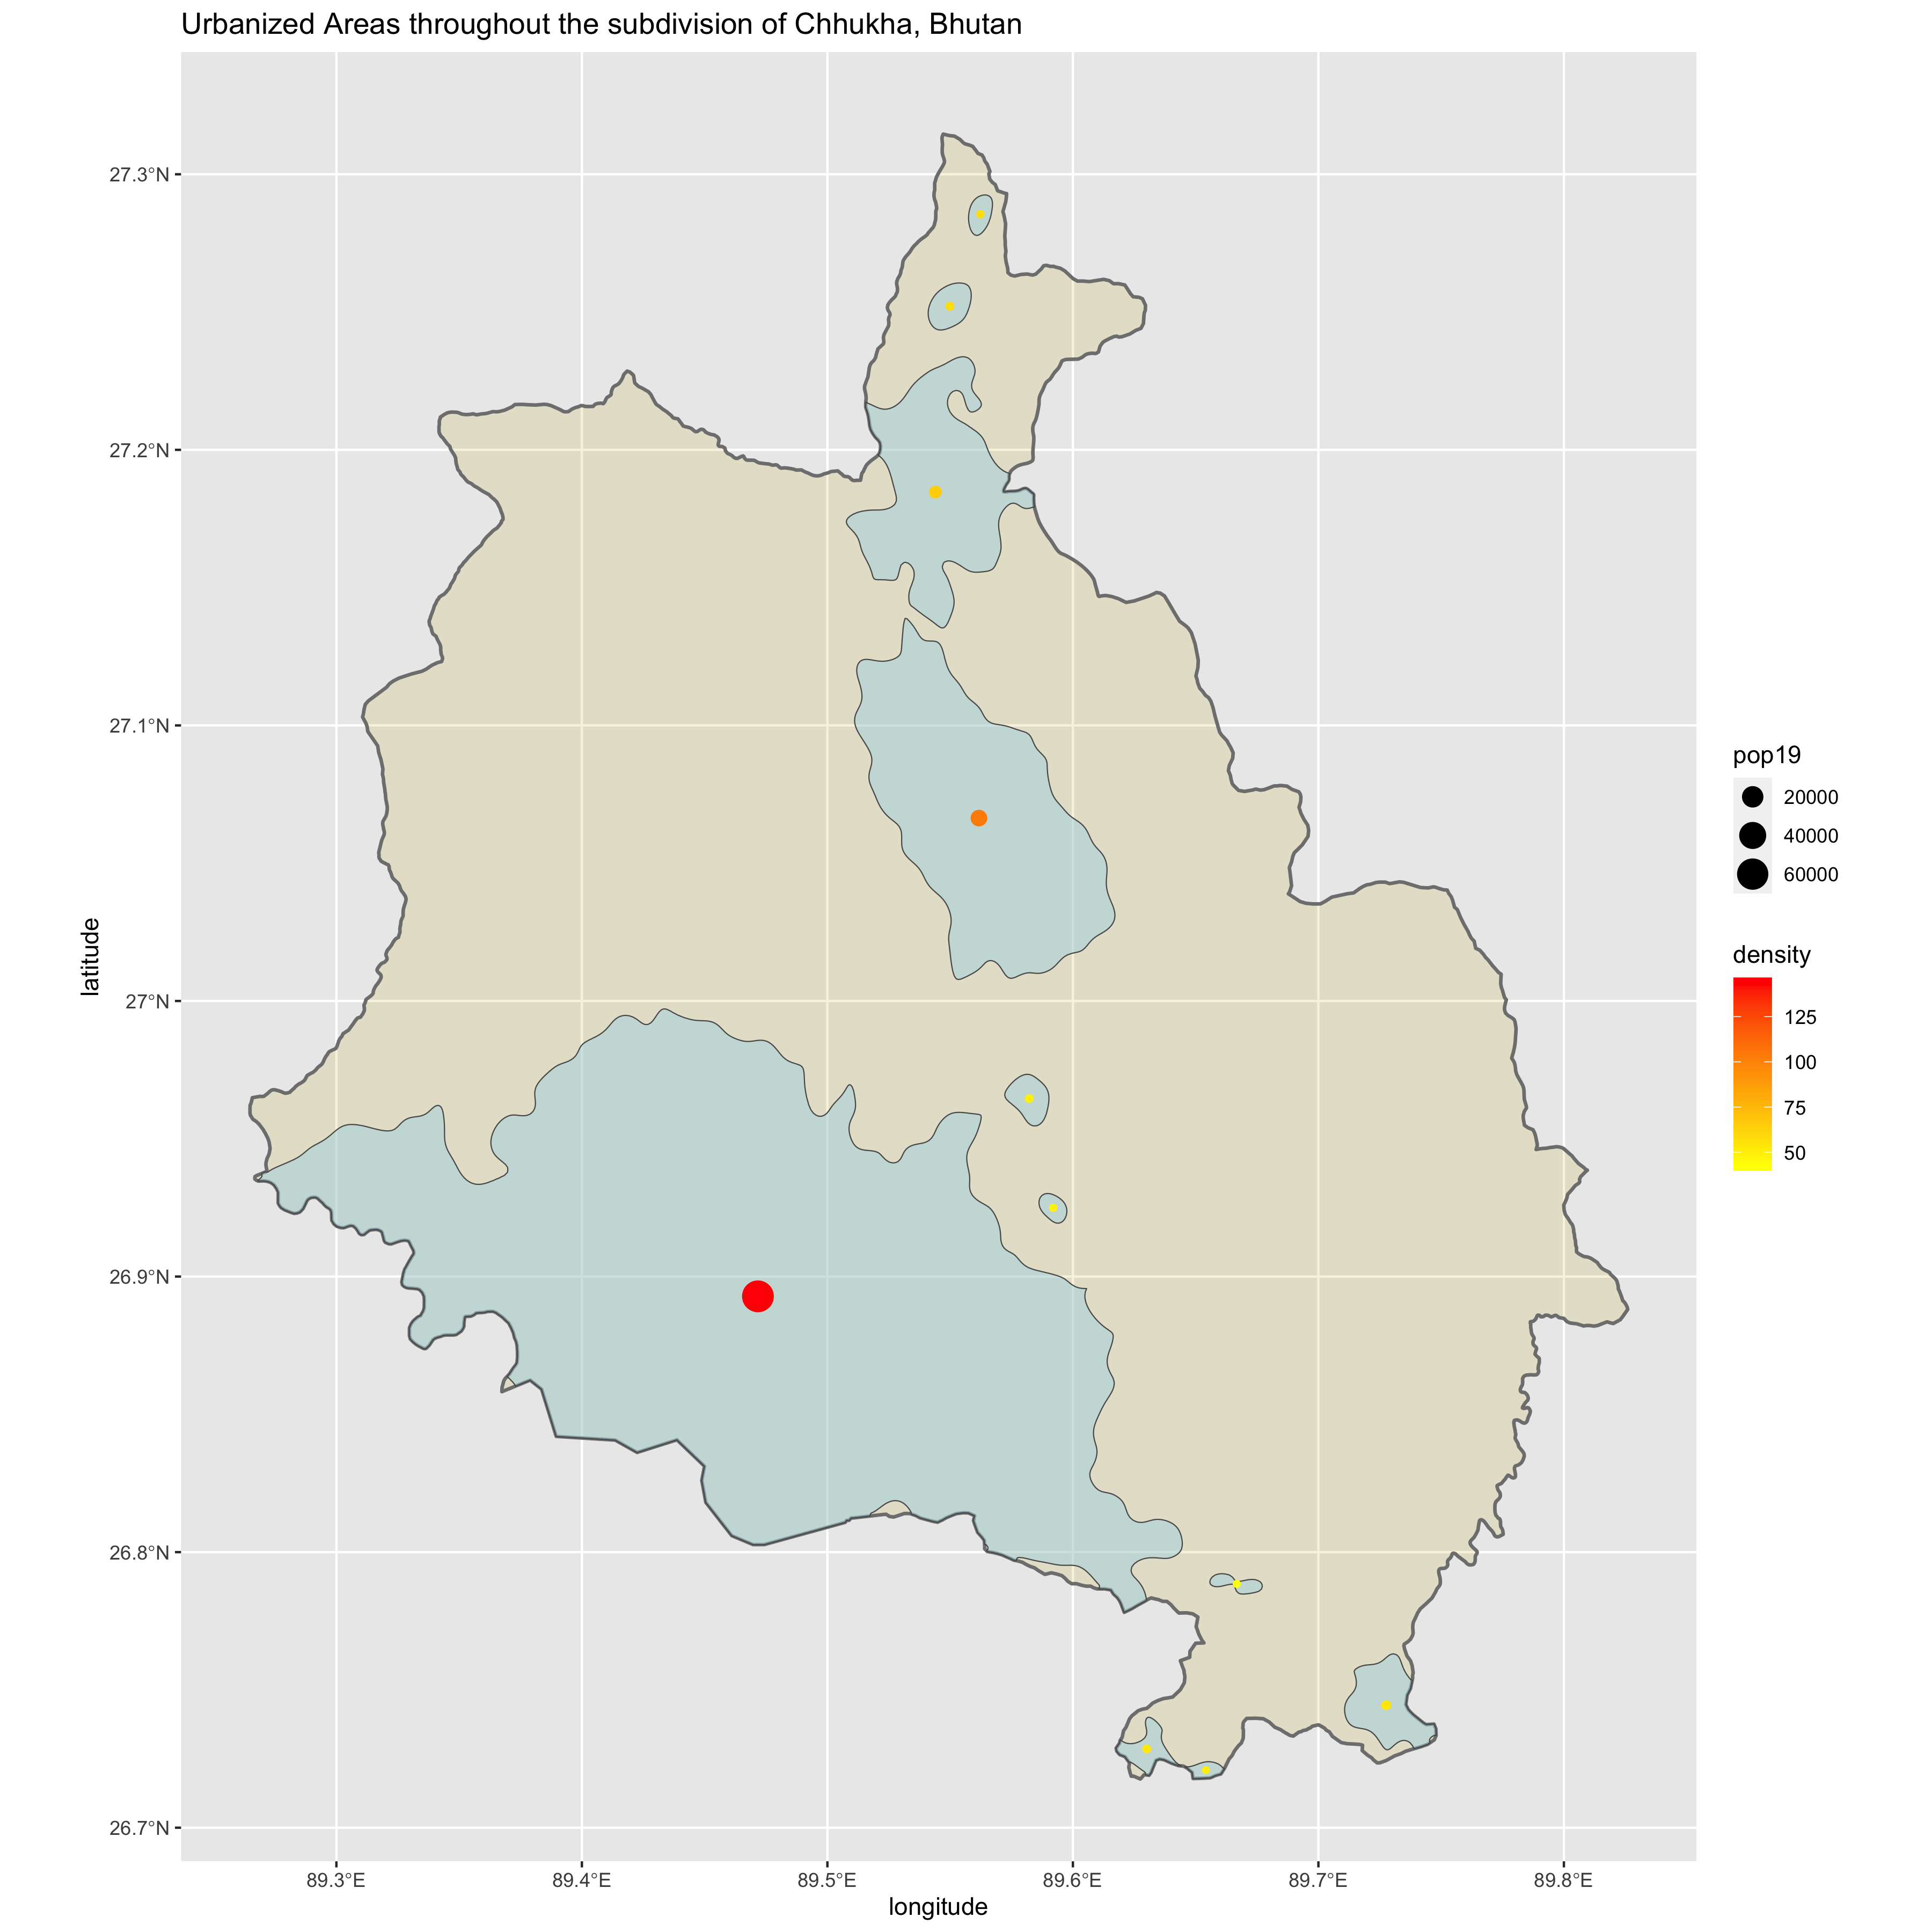 Urbanized Areas throughout the subdivision of Chhukha, Bhutan
27.3°N
27.2°N
27.1°N
27°N
26.9°N
26.8°N
26.7°N
latitude
89.3°E
89.4°E
89.5°E
89.6°E
89.7°E
89.8°E
longitude
pop19
20000
40000
60000
density
125
100
75
50